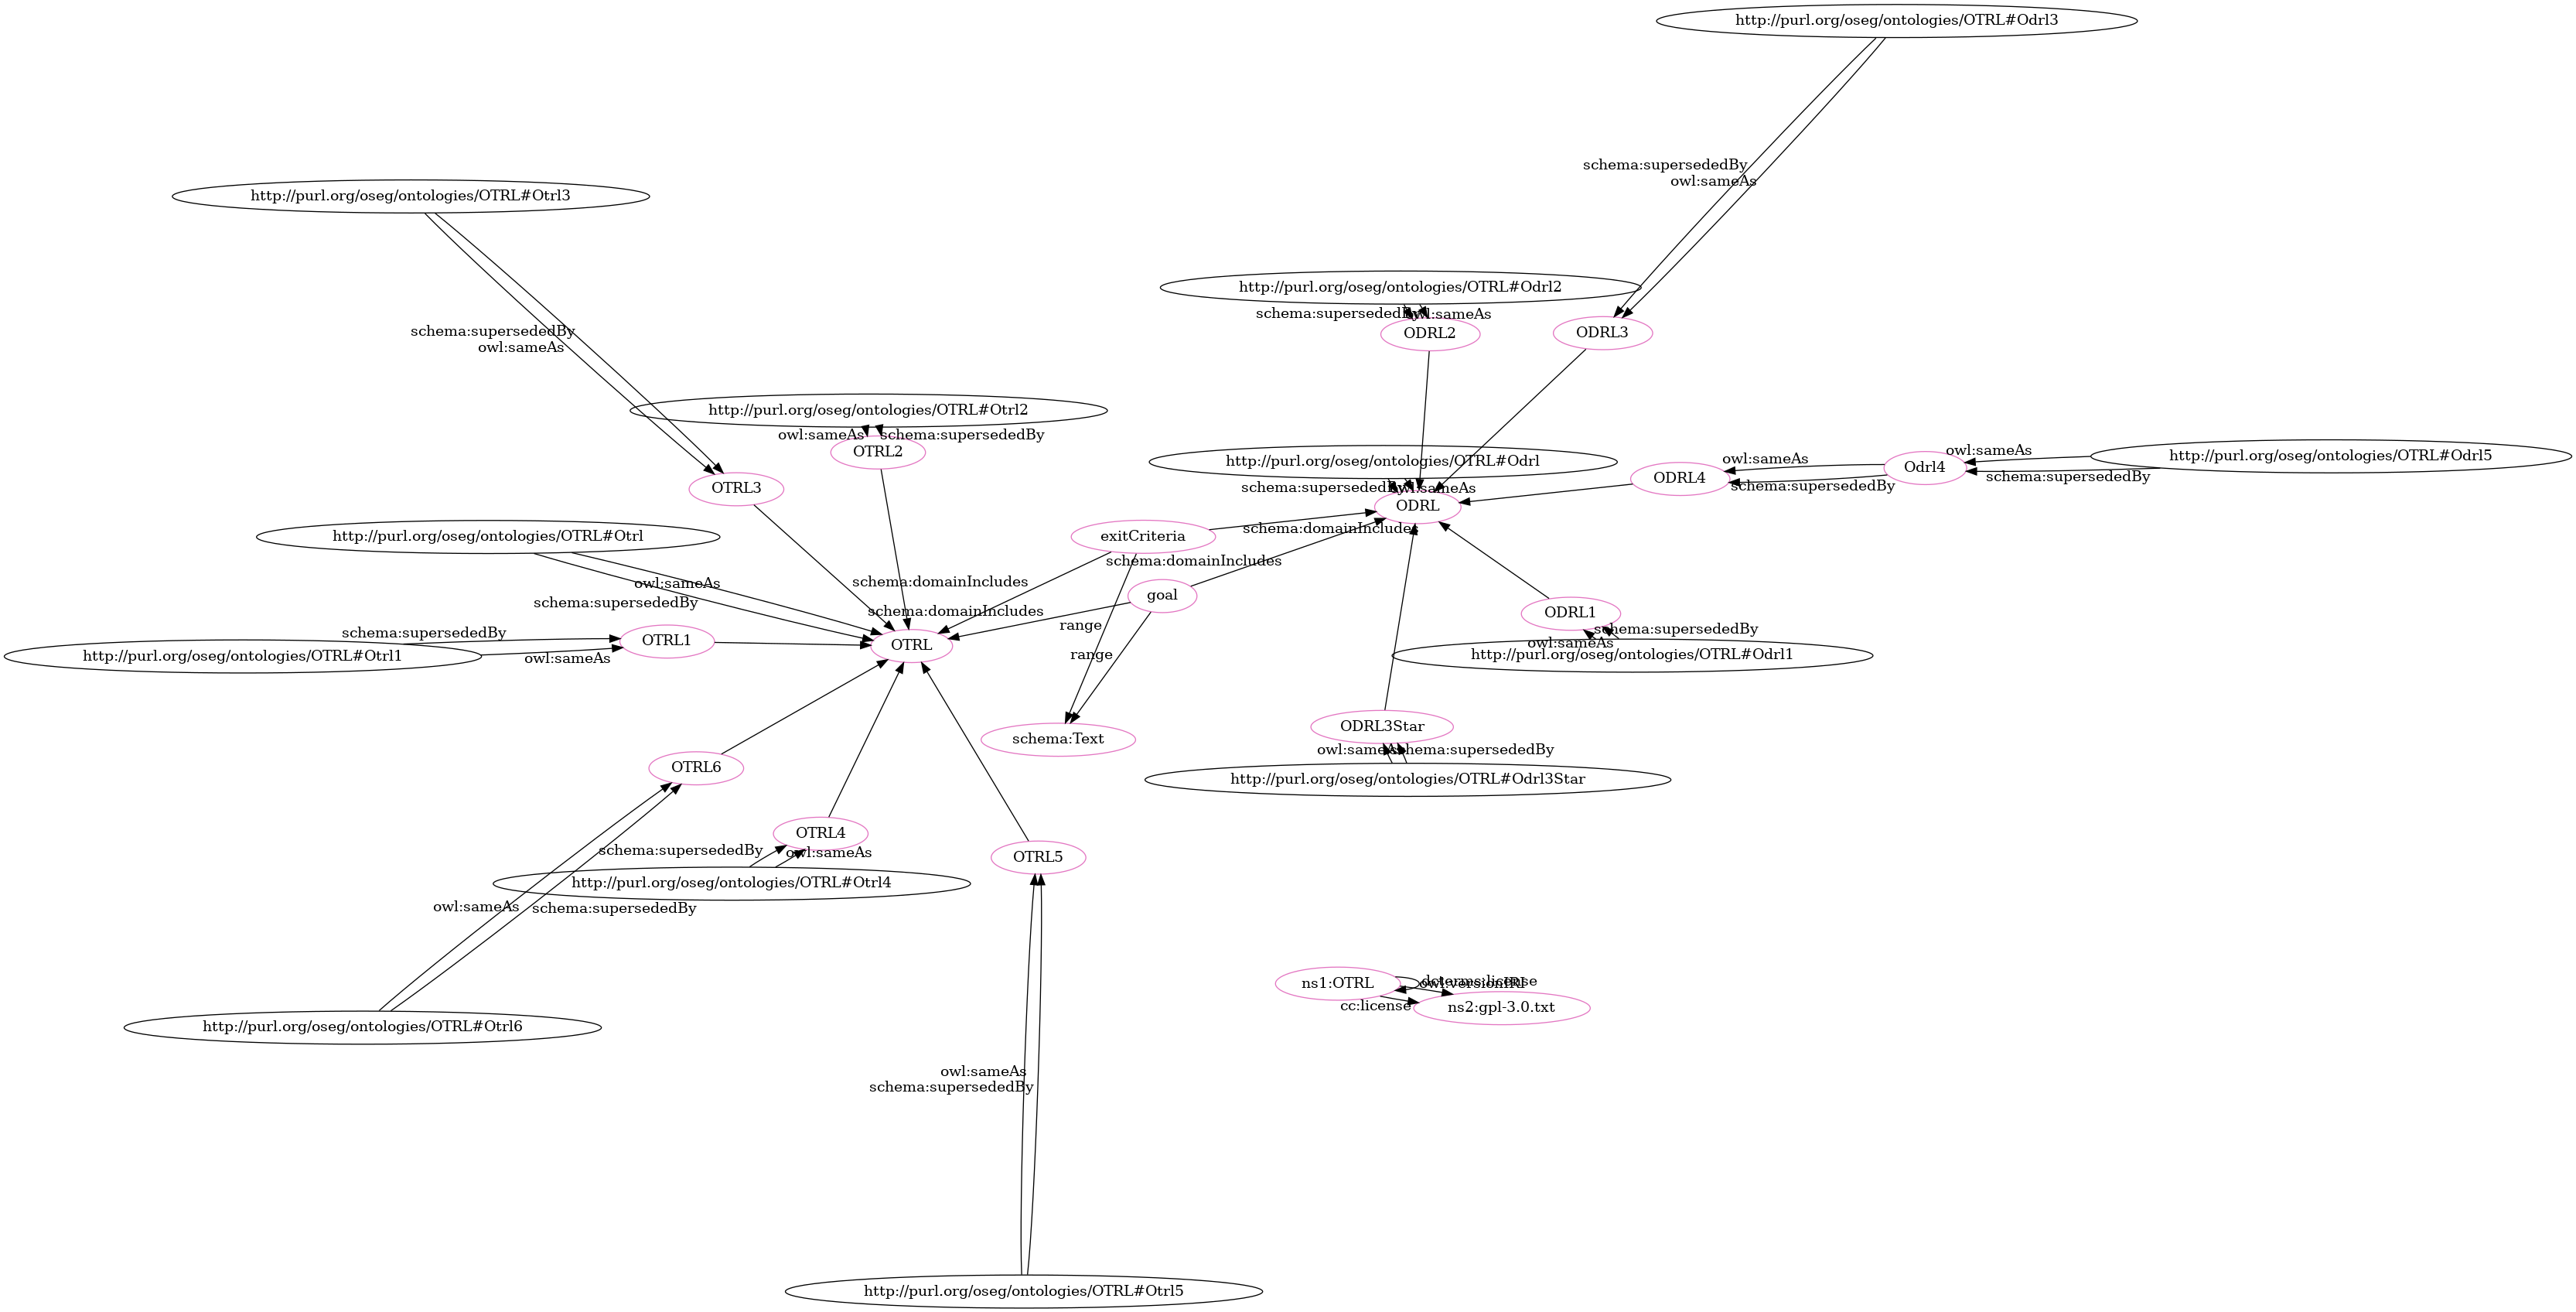 http://purl.org/oseg/ontologies/OTRL#Odrl3
schema:supersededBy
owl:sameAs
http://purl.org/oseg/ontologies/OTRL#Otrl3
http://purl.org/oseg/ontologies/OTRL#Odrl2
schema:supersededBy
owl:sameAs
ODRL2
ODRL3
schema:supersededBy
owl:sameAs
http://purl.org/oseg/ontologies/OTRL#Otrl2
owl:sameAs
schema:supersededBy
OTRL2
http://purl.org/oseg/ontologies/OTRL#Odrl
schema:supersededBy
owl:sameAs
ODRL
owl:sameAs
ODRL4
schema:supersededBy
Odrl4
owl:sameAs
schema:supersededBy
http://purl.org/oseg/ontologies/OTRL#Odrl5
OTRL3
http://purl.org/oseg/ontologies/OTRL#Otrl
exitCriteria
schema:domainIncludes
schema:domainIncludes
owl:sameAs
schema:supersededBy
schema:domainIncludes
schema:domainIncludes
goal
range
range
ODRL1
schema:supersededBy
owl:sameAs
http://purl.org/oseg/ontologies/OTRL#Odrl1
schema:supersededBy
OTRL1
http://purl.org/oseg/ontologies/OTRL#Otrl1
owl:sameAs
OTRL
schema:Text
ODRL3Star
owl:sameAs
schema:supersededBy
http://purl.org/oseg/ontologies/OTRL#Odrl3Star
OTRL6
OTRL4
schema:supersededBy
owl:sameAs
OTRL5
http://purl.org/oseg/ontologies/OTRL#Otrl4
owl:sameAs
schema:supersededBy
ns1:OTRL
dcterms:license
owl:versionIRI
cc:license
ns2:gpl-3.0.txt
http://purl.org/oseg/ontologies/OTRL#Otrl6
owl:sameAs
schema:supersededBy
http://purl.org/oseg/ontologies/OTRL#Otrl5